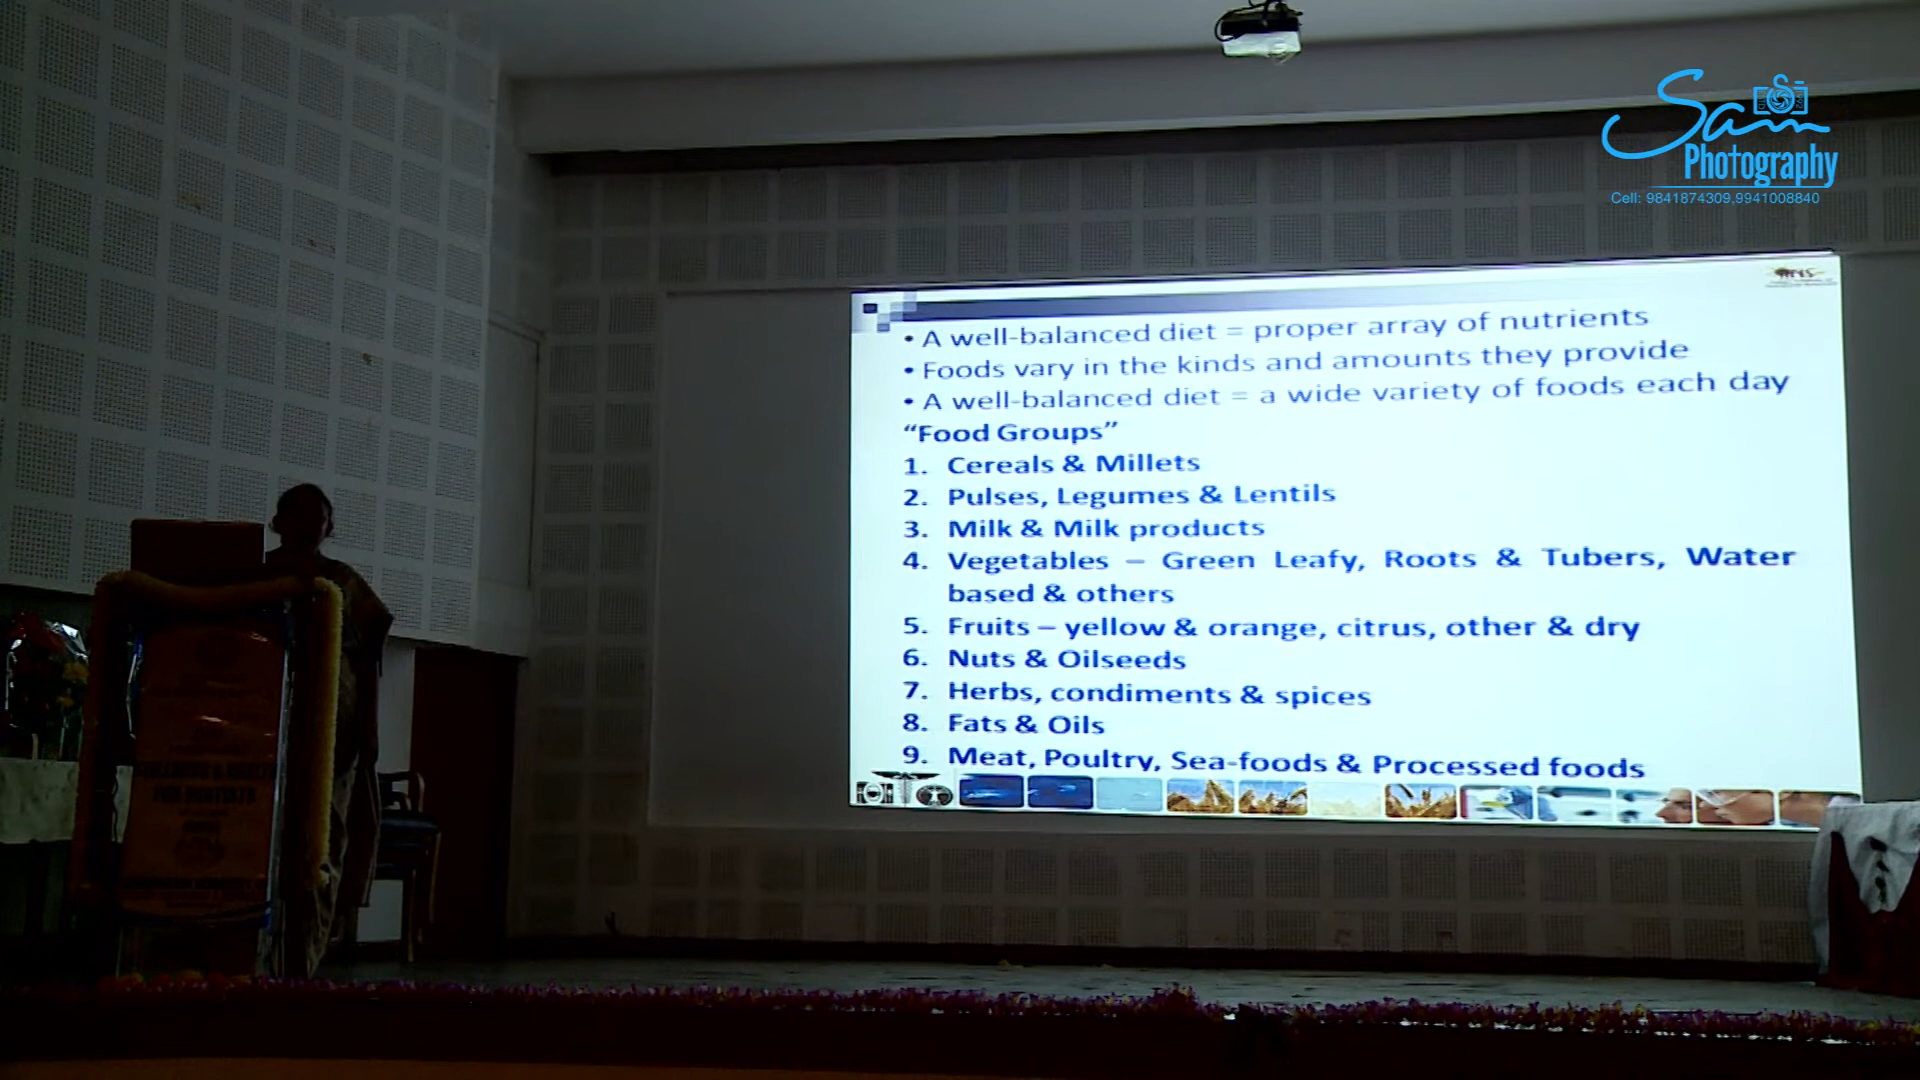 Sam
Photography
Cell: 9841874309,9941008840
• A well-balanced diet = proper array of nutrients
• Foods vary in the kinds and amounts they provide
• A well-balanced diet = a wide variety of foods each day
“Food Groups”
1. Cereals & Millets
2. Pulses, Legumes & Lentils
3. Milk & Milk products
4. Vegetables – Green Leafy, Roots & Tubers, Water
based & others
5. Fruits – yellow & orange, citrus, other & dry
6. Nuts & Oilseeds
7. Herbs, condiments & spices
8. Fats & Oils
9. Meat, Poultry, Sea-foods & Processed foods